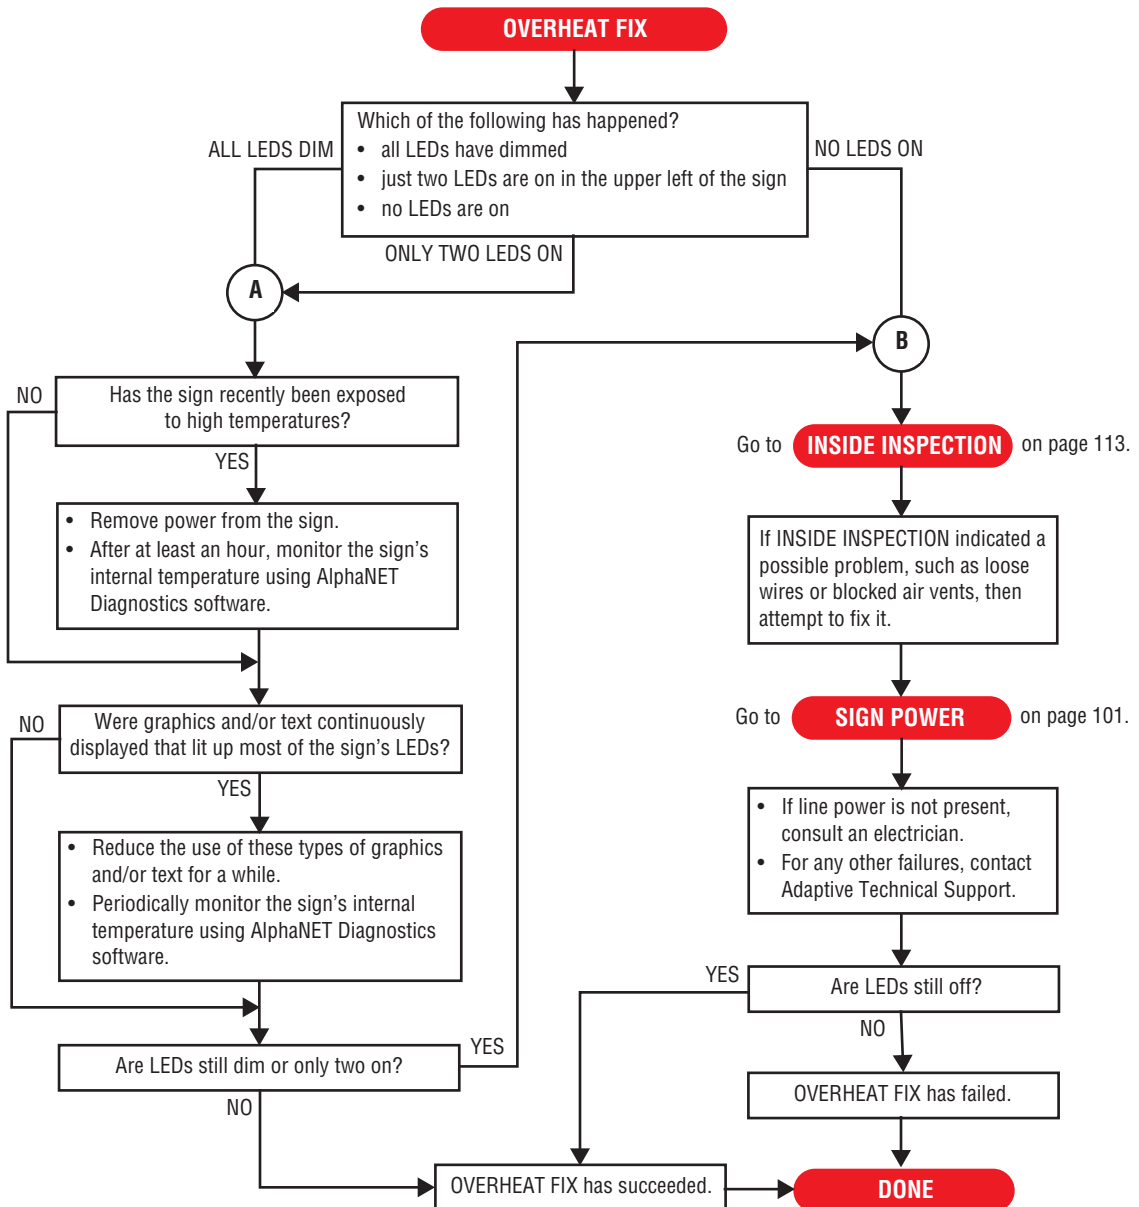 OVERHEAT FIX
Which of the following has happened?
• all LEDs have dimmed
• just two LEDs are on in the upper left of the sign
• no LEDs are on
ALL LEDS DIM
NO LEDS ON
ONLY TWO LEDS ON
A
B
Has the sign recently been exposed
to high temperatures?
NO
YES
• Remove power from the sign.
• After at least an hour, monitor the sign's
internal temperature using AlphaNET
Diagnostics software.
Were graphics and/or text continuously
displayed that lit up most of the sign's LEDs?
NO
YES
• Reduce the use of these types of graphics
and/or text for a while.
• Periodically monitor the sign's internal
temperature using AlphaNET Diagnostics
software.
Are LEDs still dim or only two on?
YES
NO
Go to INSIDE INSPECTION on page 113.
If INSIDE INSPECTION indicated a
possible problem, such as loose
wires or blocked air vents, then
attempt to fix it.
Go to SIGN POWER on page 101.
• If line power is not present,
consult an electrician.
• For any other failures, contact
Adaptive Technical Support.
Are LEDs still off?
YES
NO
OVERHEAT FIX has failed.
OVERHEAT FIX has succeeded.
DONE